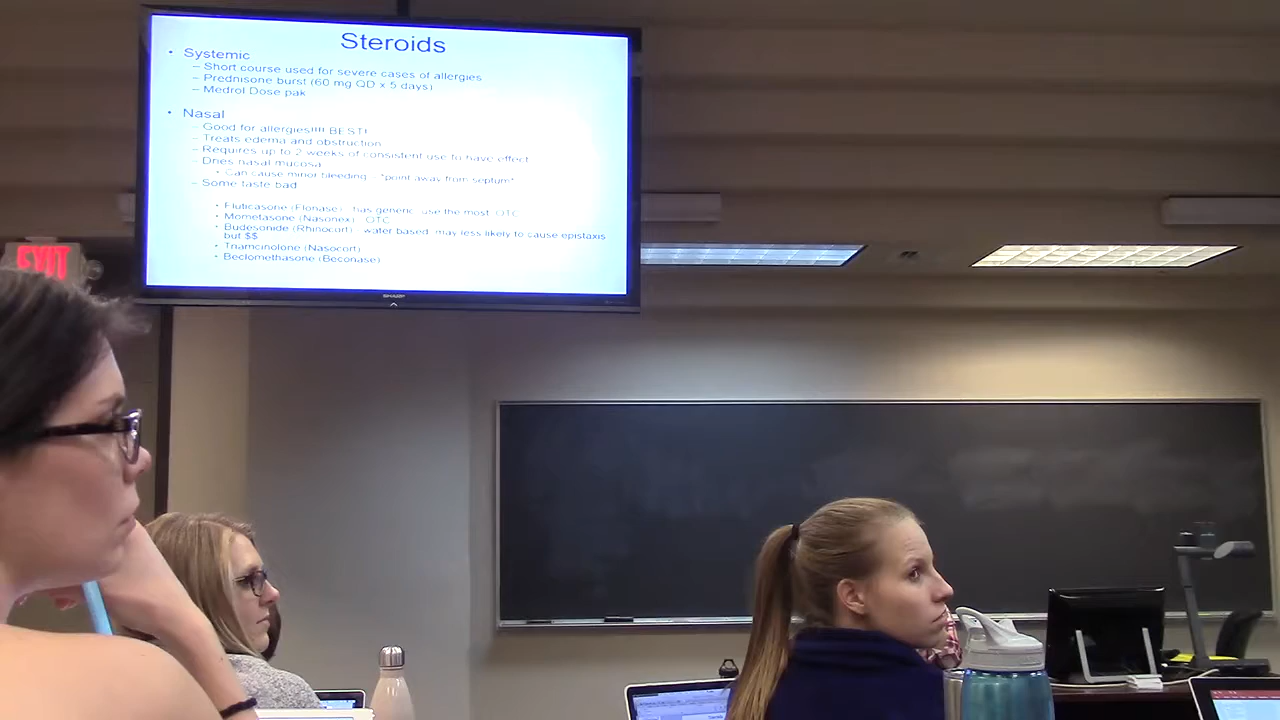 Steroids
• Systemic
– Short course used for severe cases of allergies
– Prednisone burst (60 mg QD x 5 days)
– Medrol Dose pak
• Nasal
– Good for allergies!!!! BEST!
– Treats edema and obstruction
– Requires up to 2 weeks of consistent use to have effect
– Dries nasal mucosa
• Can cause minor bleeding - *point away from septum*
– Some taste bad
• Fluticasone (Flonase) has generic use the most OTC
• Mometasone (Nasonex) OTC
• Budesonide (Rhinocort) water based may less likely to cause epistaxis
but $$
• Triamcinolone (Nasocort)
• Beclomethasone (Beconase)
SHARP
EXIT